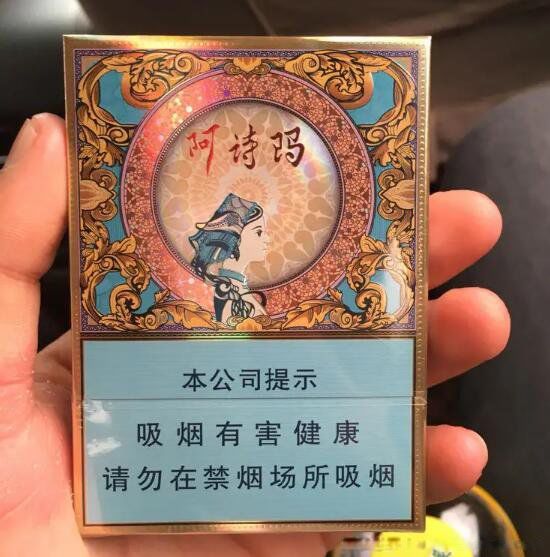 阿诗玛
本公司提示
吸烟有害健康
请勿在禁烟场所吸烟